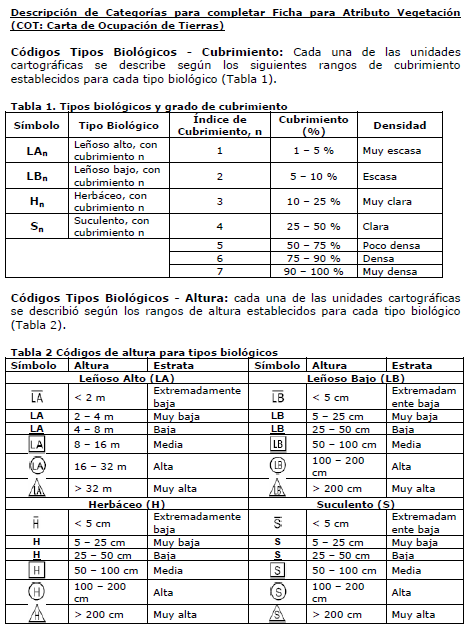 Descripción de Categorías para completar Ficha para Atributo Vegetación
(COT: Carta de Ocupación de Tierras)
Códigos Tipos Biológicos - Cubrimiento: Cada una de las unidades
cartográficas se describe según los siguientes rangos de cubrimiento
establecidos para cada tipo biológico (Tabla 1).
Tabla 1. Tipos biológicos y grado de cubrimiento
Símbolo Tipo Biológico Índice de Cubrimiento, n Cubrimiento (%) Densidad
LAn Leñoso alto, con cubrimiento n 1 1 – 5 % Muy escasa
LBn Leñoso bajo, con cubrimiento n 2 5 – 10 % Escasa
Hn Herbáceo, con cubrimiento n 3 10 – 25 % Muy clara
Sn Suculento, con cubrimiento n 4 25 – 50 % Clara
5 50 – 75 % Poco densa
6 75 – 90 % Densa
7 90 – 100 % Muy densa
Códigos Tipos Biológicos - Altura: cada una de las unidades cartográficas
se describió según los rangos de altura establecidos para cada tipo biológico
(Tabla 2).
Tabla 2 Códigos de altura para tipos biológicos
Símbolo Altura Estrata Símbolo Altura Estrata
Leñoso Alto (LA) Leñoso Bajo (LB)
LA < 2 m Extremadamente baja LB < 5 cm Extremadamente baja
LA 2 – 4 m Muy baja LB 5 – 25 cm Muy baja
LA 4 – 8 m Baja LB 25 – 50 cm Baja
LA 8 – 16 m Media LB 50 – 100 cm Media
LA 16 – 32 m Alta LB 100 – 200 cm Alta
LA > 32 m Muy alta LB > 200 cm Muy alta
Herbáceo (H) Suculento (S)
H < 5 cm Extremadamente baja S < 5 cm Extremadamente baja
H 5 – 25 cm Muy baja S 5 – 25 cm Muy baja
H 25 – 50 cm Baja S 25 – 50 cm Baja
H 50 – 100 cm Media S 50 – 100 cm Media
H 100 – 200 cm Alta S 100 – 200 cm Alta
H > 200 cm Muy alta S > 200 cm Muy alta